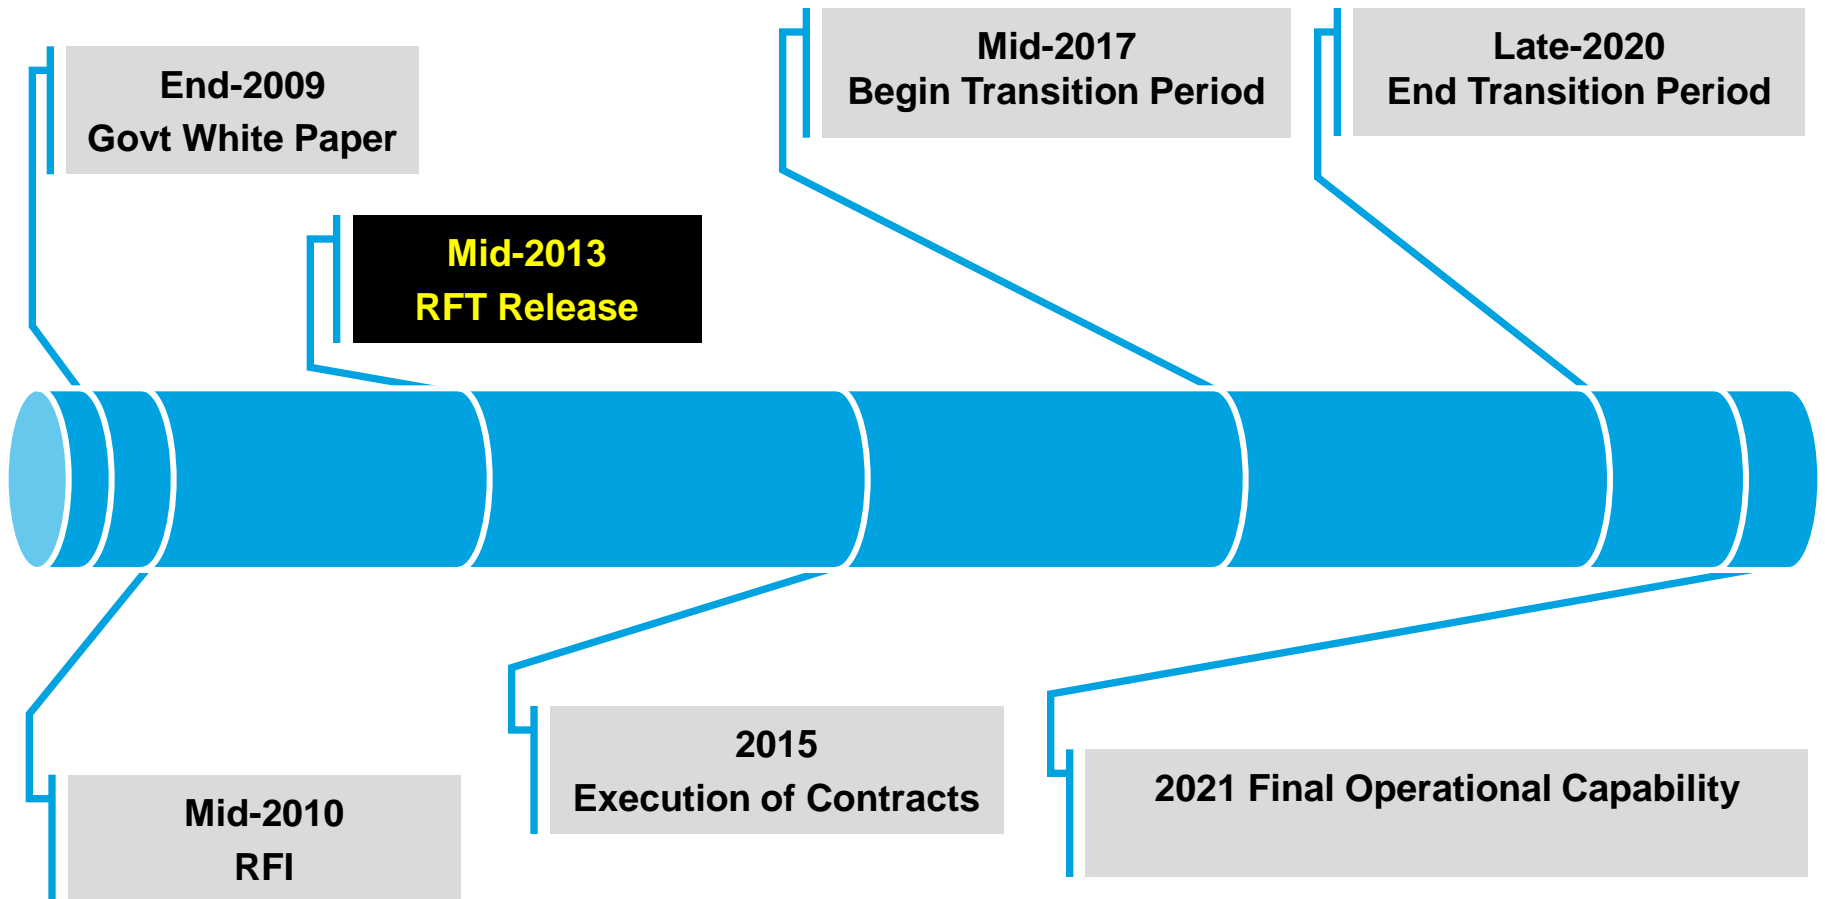 End-2009
Govt White Paper
Mid-2013
RFT Release
Mid-2017
Begin Transition Period
Late-2020
End Transition Period
Mid-2010
RFI
2015
Execution of Contracts
2021 Final Operational Capability